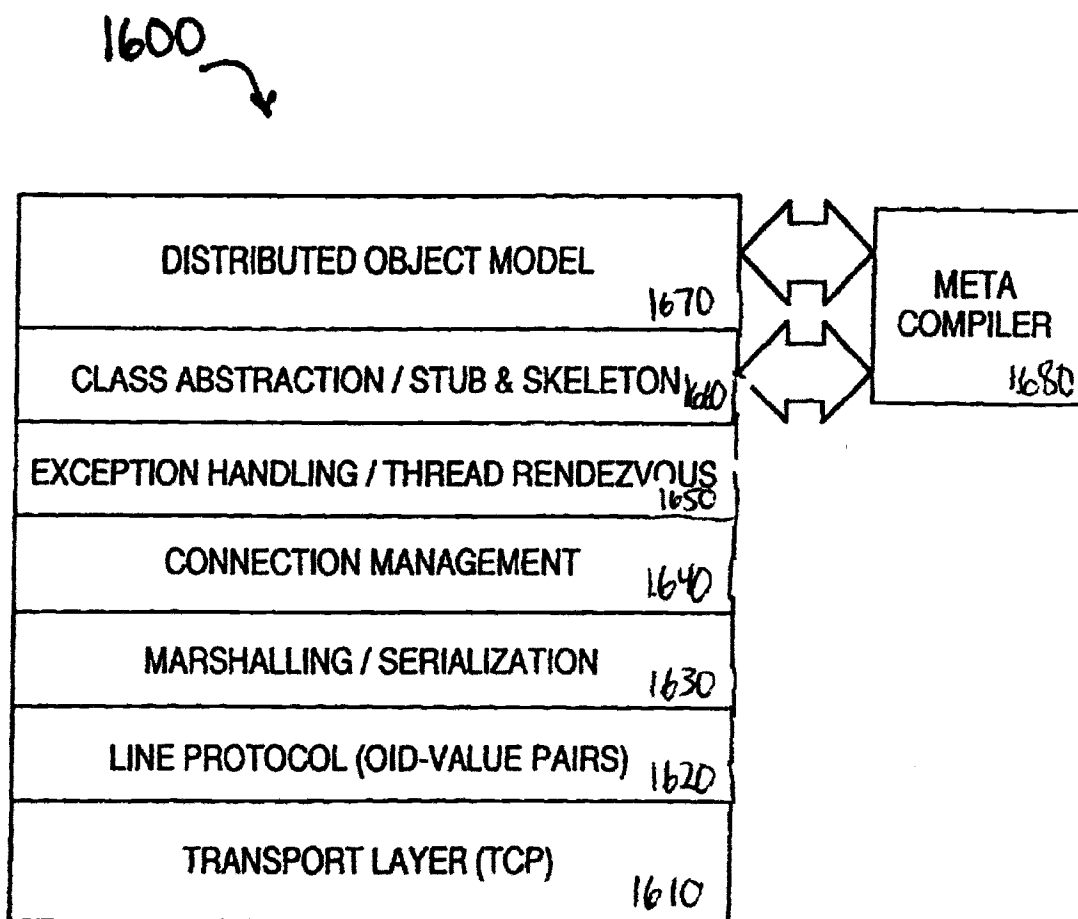 1600
DISTRIBUTED OBJECT MODEL
1670
META
COMPILER
1680
CLASS ABSTRACTION / STUB & SKELETON
1660
EXCEPTION HANDLING / THREAD RENDEZVOUS
1650
CONNECTION MANAGEMENT
1640
MARSHALLING / SERIALIZATION
1630
LINE PROTOCOL (OID-VALUE PAIRS)
1620
TRANSPORT LAYER (TCP)
1610